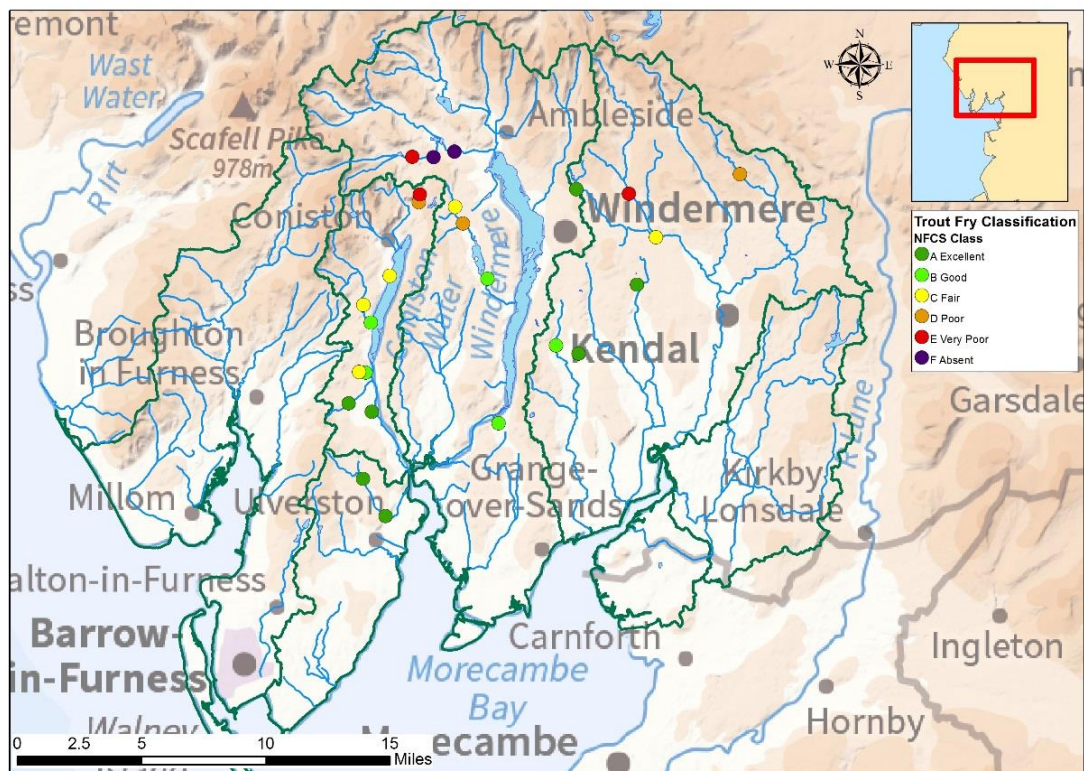 remont
Wast
Water
Scafell Pike
978m
R Irt
Ambleside
N
W
E
S
Windermere
Coniston
Coniston
Water
Windermere
Broughton
in Furness
Kendal
R Lune
Garsdale
Millom
Ulverston
Grange-
over-Sands
Kirkby
Lonsdale
alton-in-Furness
Barrow-
in-Furness
Walney
Carnforth
Morecambe
Bay
M
ecambe
Hornby
Ingleton
Trout Fry Classification
NFCS Class
A Excellent
B Good
C Fair
D Poor
E Very Poor
F Absent
0
2.5
5
10
15
Miles